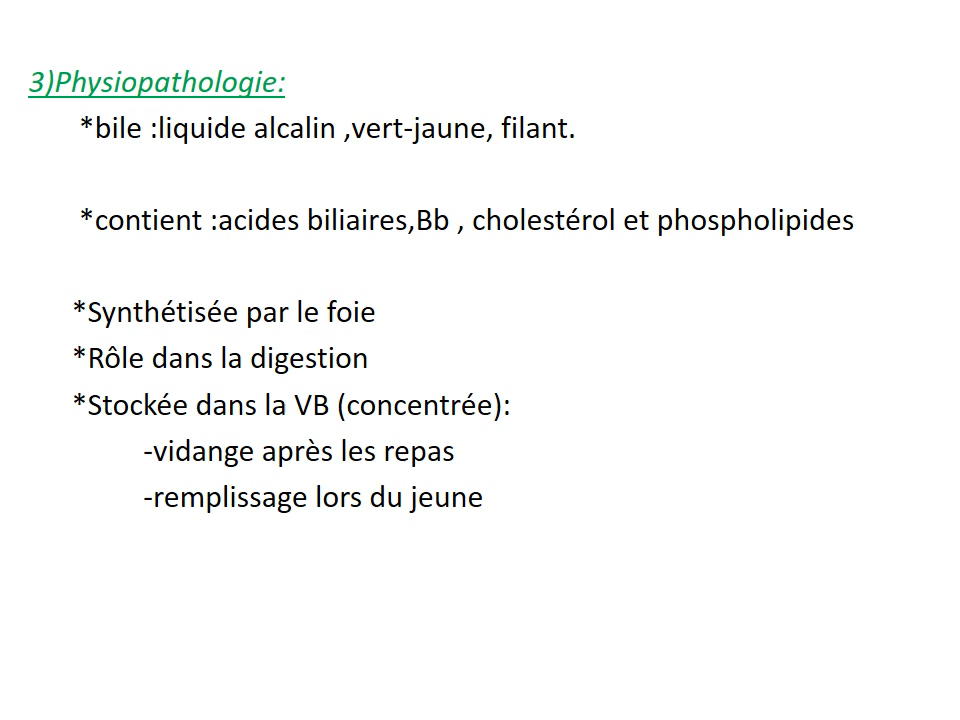 3)Physiopathologie:
*bile :liquide alcalin ,vert-jaune, filant.
*contient :acides biliaires,Bb , cholestérol et phospholipides
*Synthétisée par le foie
*Rôle dans la digestion
*Stockée dans la VB (concentrée):
-vidange après les repas
-remplissage lors du jeune